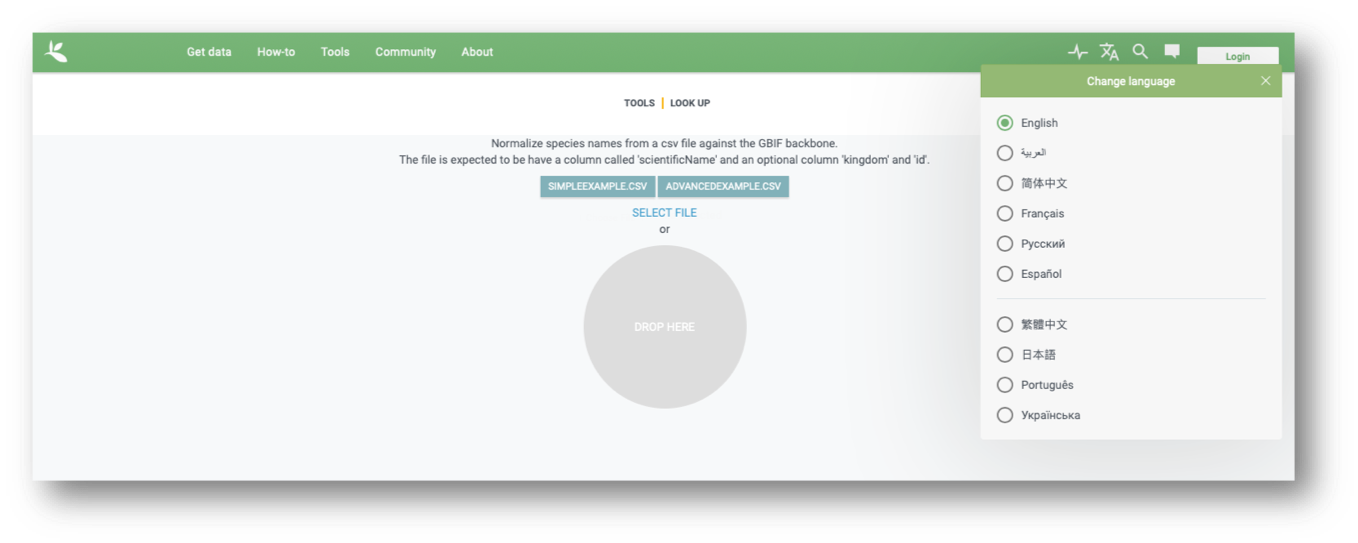 Get data How-to Tools Community About
Login
TOOLS | LOOK UP
Normalize species names from a csv file against the GBIF backbone.
The file is expected to be have a column called 'scientificName' and an optional column 'kingdom' and 'id'.
SIMPLEEXAMPLE.CSV ADVANCEDEXAMPLE.CSV
SELECT FILE
or
DROP HERE
Change language
English
العربية
简体中文
Français
Русский
Español
繁體中文
日本語
Português
Українська